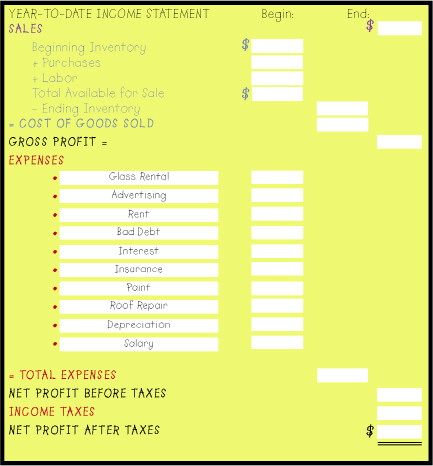 YEAR-TO-DATE INCOME STATEMENT Begin: End:
SALES $
Beginning Inventory $
+ Purchases
+ Labor
Total Available for Sale $
- Ending Inventory
= COST OF GOODS SOLD
GROSS PROFIT =
EXPENSES
• Glass Rental
• Advertising
• Rent
• Bad Debt
• Interest
• Insurance
• Paint
• Roof Repair
• Depreciation
• Salary
= TOTAL EXPENSES
NET PROFIT BEFORE TAXES
INCOME TAXES
NET PROFIT AFTER TAXES $